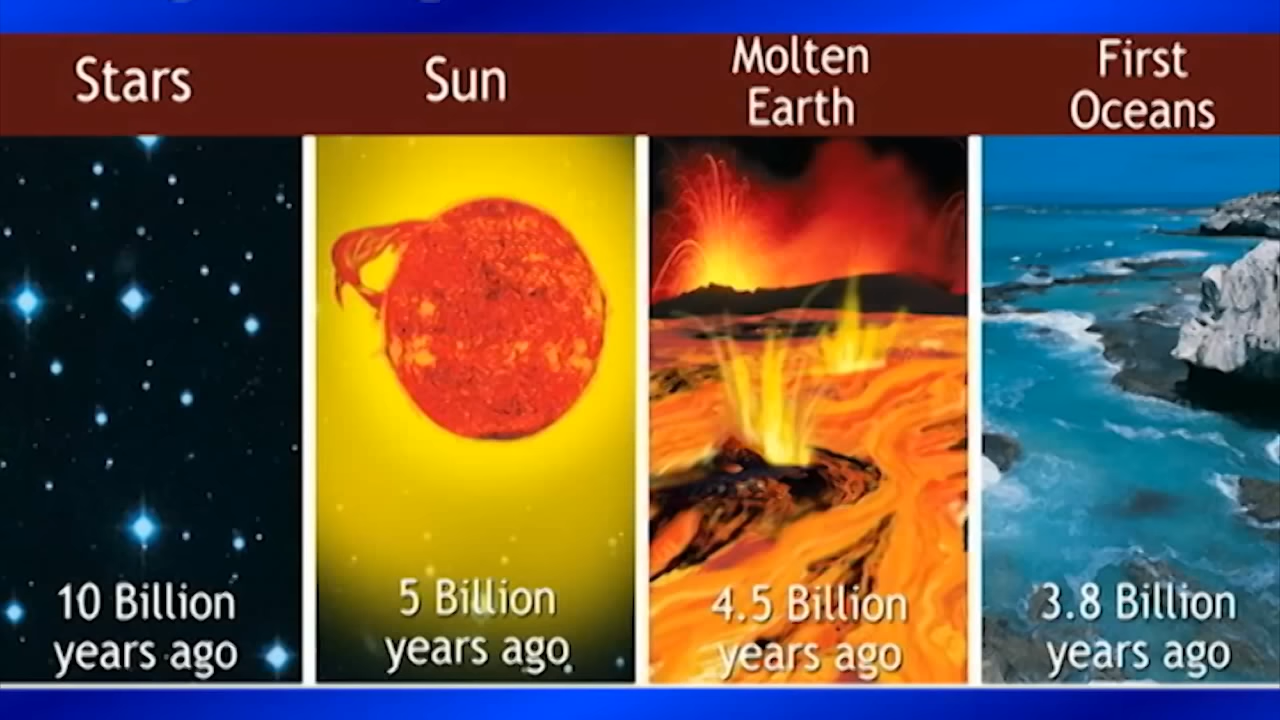 Stars
Sun
Molten
Earth
First
Oceans
10 Billion
years ago
5 Billion
years ago
4.5 Billion
years ago
3.8 Billion
years ago